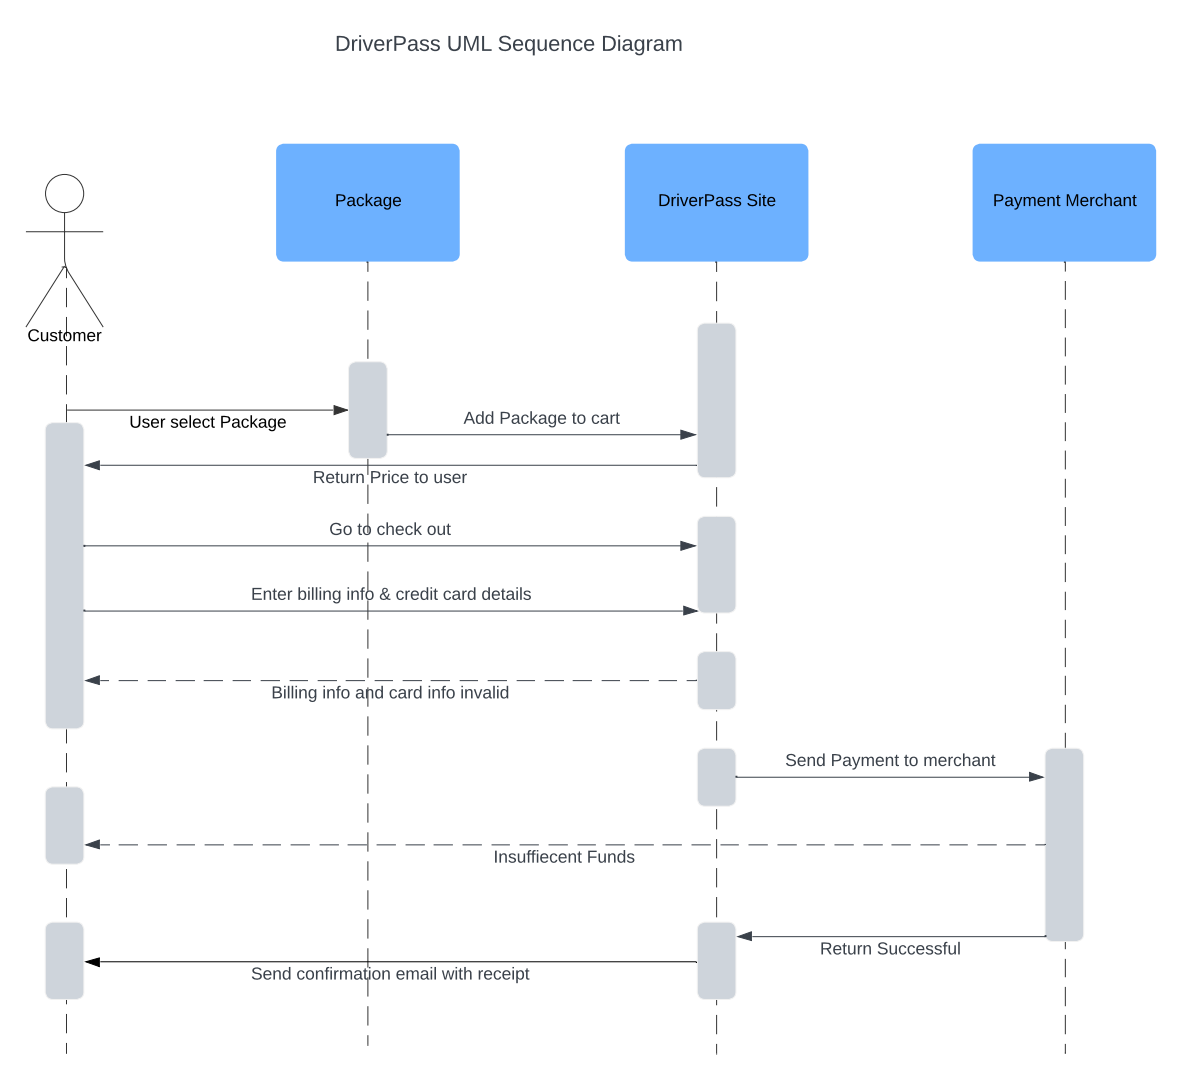 DriverPass UML Sequence Diagram
Package
DriverPass Site
Payment Merchant
Customer
User select Package
Add Package to cart
Return Price to user
Go to check out
Enter billing info & credit card details
Billing info and card info invalid
Send Payment to merchant
Insuffiecent Funds
Return Successful
Send confirmation email with receipt